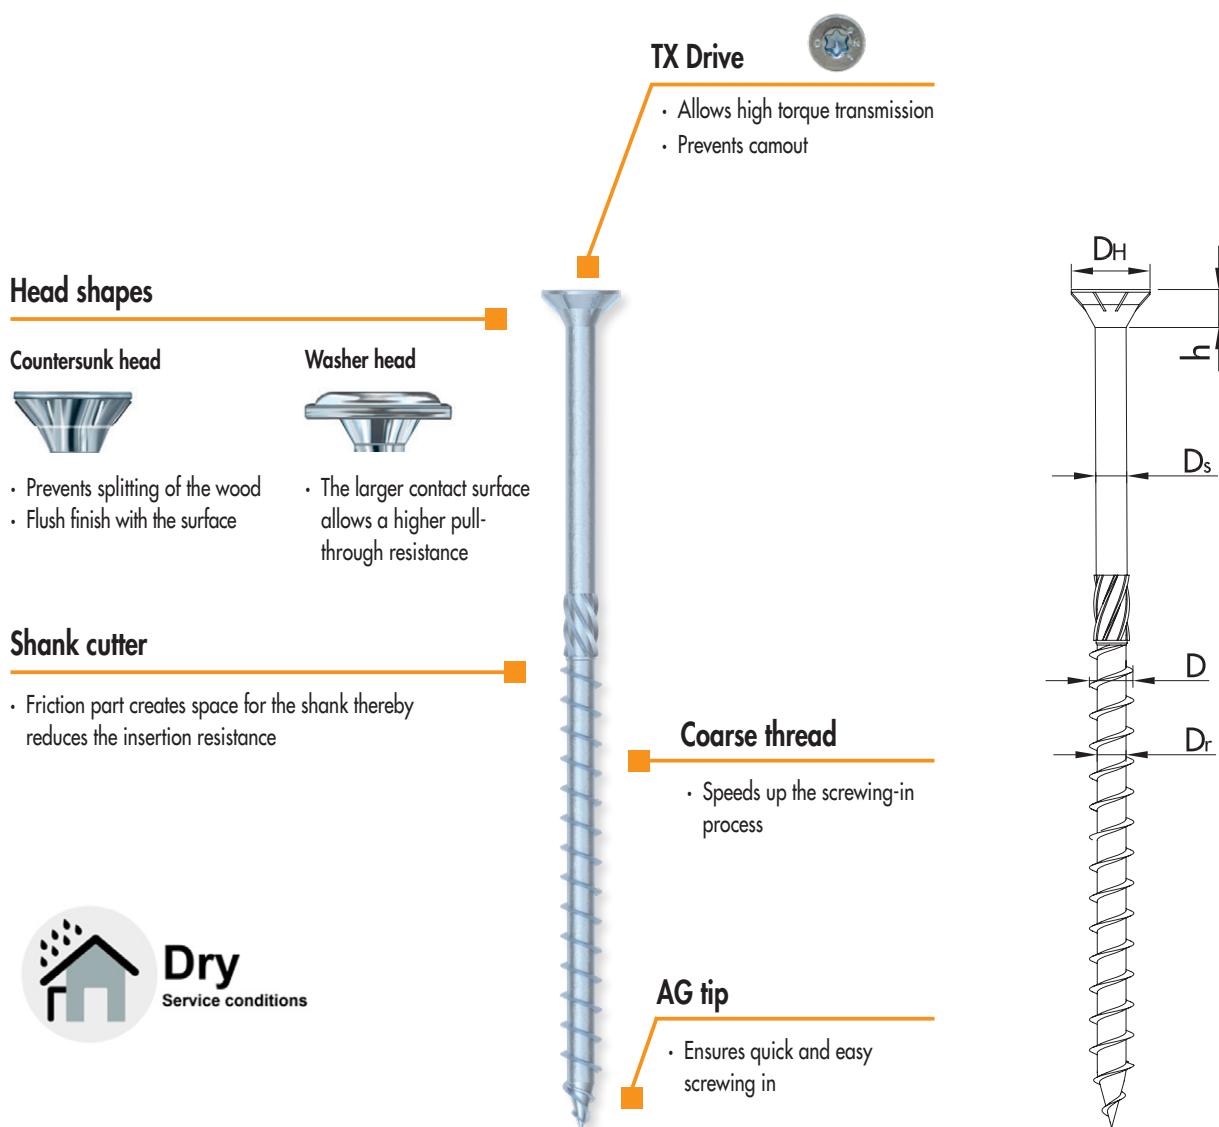 TX Drive
· Allows high torque transmission
· Prevents camout
Head shapes
Countersunk head
· Prevents splitting of the wood
· Flush finish with the surface
Washer head
· The larger contact surface
allows a higher pull-
through resistance
Shank cutter
· Friction part creates space for the shank thereby
reduces the insertion resistance
Coarse thread
· Speeds up the screwing-in
process
AG tip
· Ensures quick and easy
screwing in
Dry
Service conditions
DH
h
Ds
D
Dr